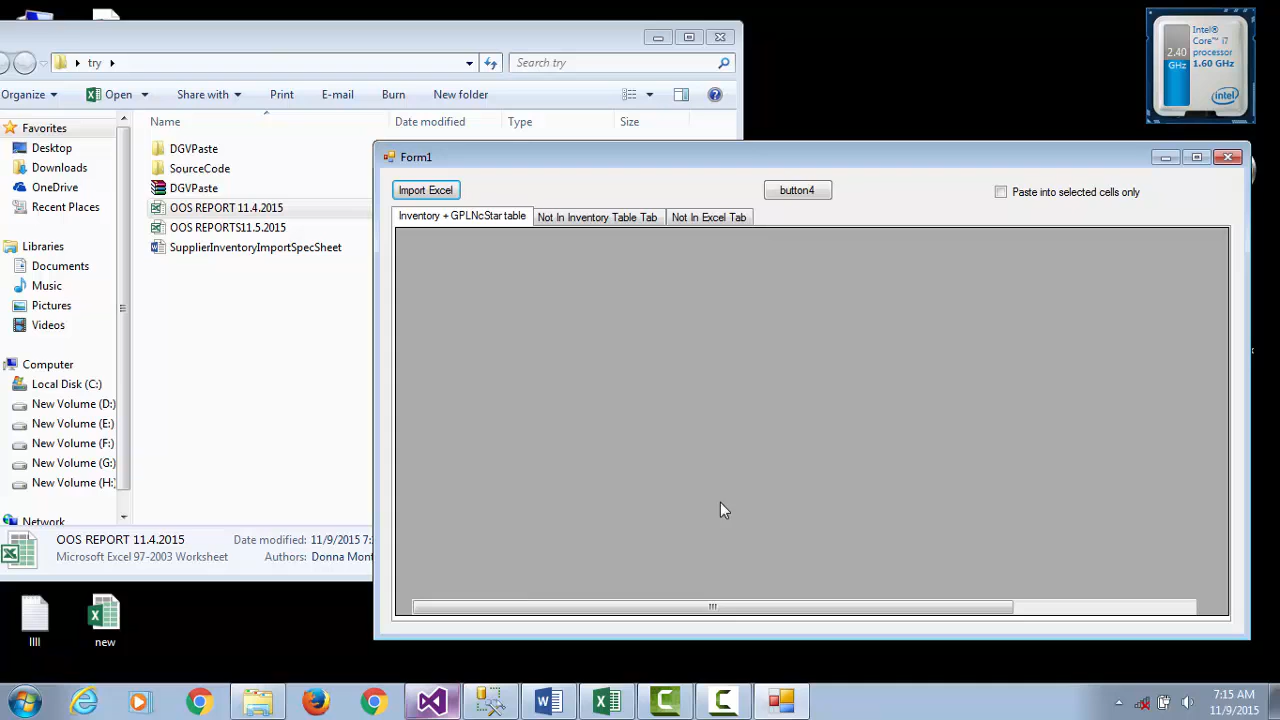 try
Search try
Organize
Open
Share with
Print
E-mail
Burn
New folder
Name
Date modified
Type
Size
Favorites
Desktop
Downloads
OneDrive
Recent Places
Libraries
Documents
Music
Pictures
Videos
Computer
Local Disk (C:)
New Volume (D:)
New Volume (E:)
New Volume (F:)
New Volume (G:)
New Volume (H:)
Network
DGVPaste
SourceCode
DGVPaste
OOS REPORT 11.4.2015
OOS REPORTS11.5.2015
SupplierInventoryImportSpecSheet
OOS REPORT 11.4.2015
Date modified: 11/9/2015 7:
Microsoft Excel 97-2003 Worksheet
Authors: Donna Mont
Form1
Import Excel
button4
Paste into selected cells only
Inventory + GPLNcStar table
Not In Inventory Table Tab
Not In Excel Tab
Intel®
Core™ i7
processor
1.60 GHz
2.40
GHz
intel
llll
new
7:15 AM
11/9/2015